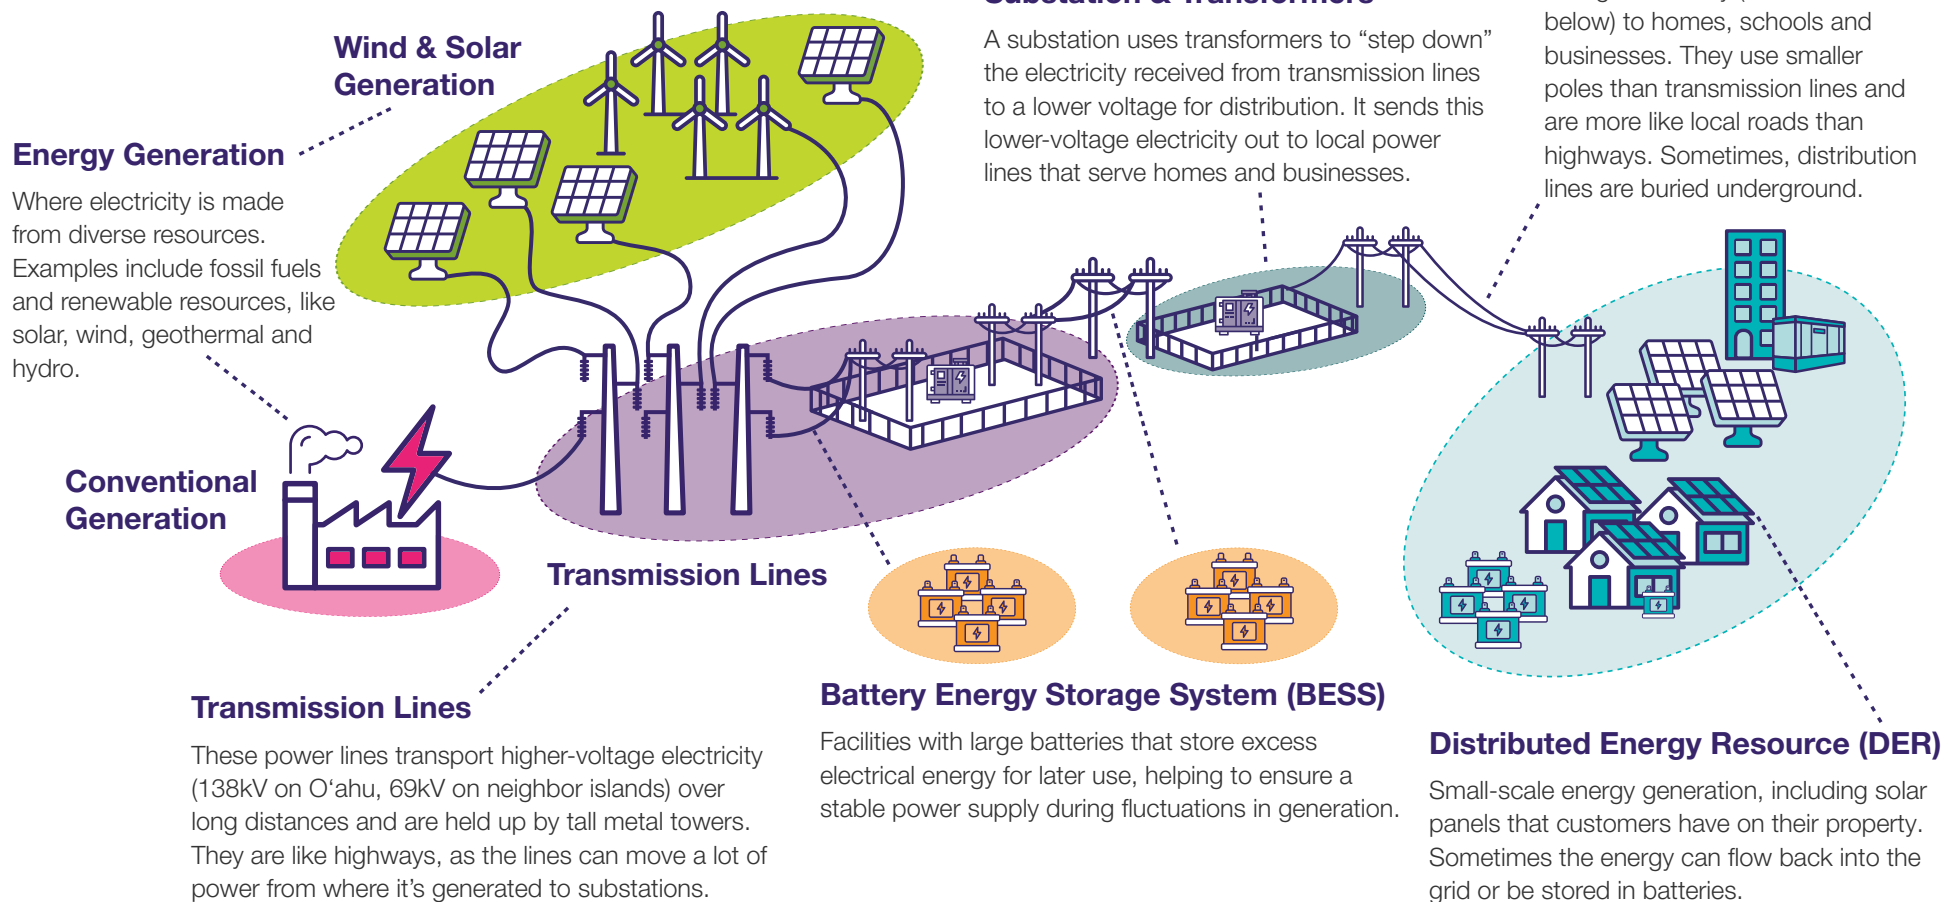 Wind & Solar
Generation
Energy Generation
Where electricity is made
from diverse resources.
Examples include fossil fuels
and renewable resources, like
solar, wind, geothermal and
hydro.
Conventional
Generation
Substation & Transformers
A substation uses transformers to “step down”
the electricity received from transmission lines
to a lower voltage for distribution. It sends this
lower-voltage electricity out to local power
lines that serve homes and businesses.
below) to homes, schools and
businesses. They use smaller
poles than transmission lines and
are more like local roads than
highways. Sometimes, distribution
lines are buried underground.
Transmission Lines
Transmission Lines
These power lines transport higher-voltage electricity
(138kV on Oʻahu, 69kV on neighbor islands) over
long distances and are held up by tall metal towers.
They are like highways, as the lines can move a lot of
power from where it’s generated to substations.
Battery Energy Storage System (BESS)
Facilities with large batteries that store excess
electrical energy for later use, helping to ensure a
stable power supply during fluctuations in generation.
Distributed Energy Resource (DER)
Small-scale energy generation, including solar
panels that customers have on their property.
Sometimes the energy can flow back into the
grid or be stored in batteries.